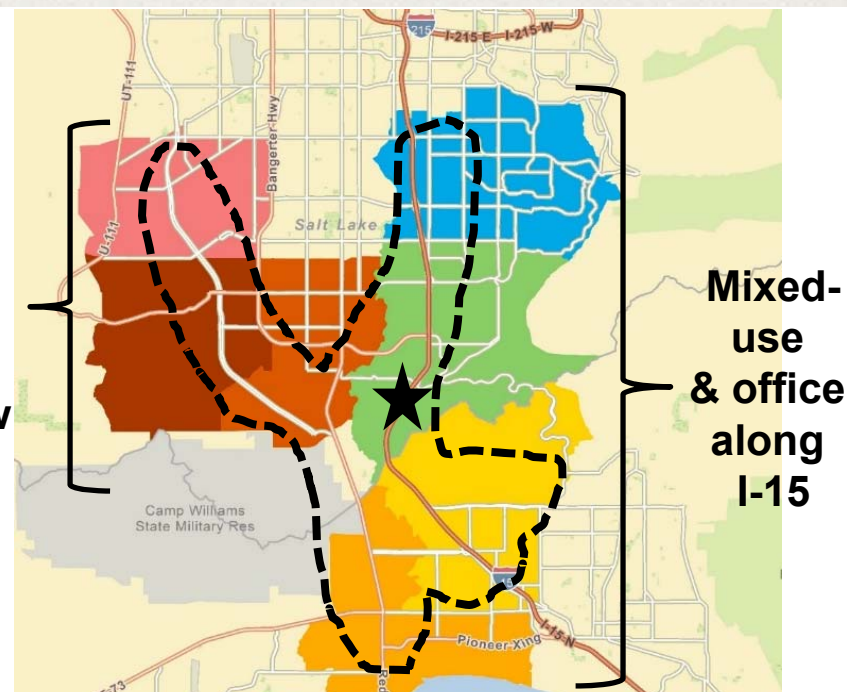 215
I-215 E
I-215 W
UT-111
Bangerter-Hwy
U-111
Salt Lake
Mixed-
use
& office
along
I-15
Camp Williams
State Military Res
I-15-N
Pioneer Xing